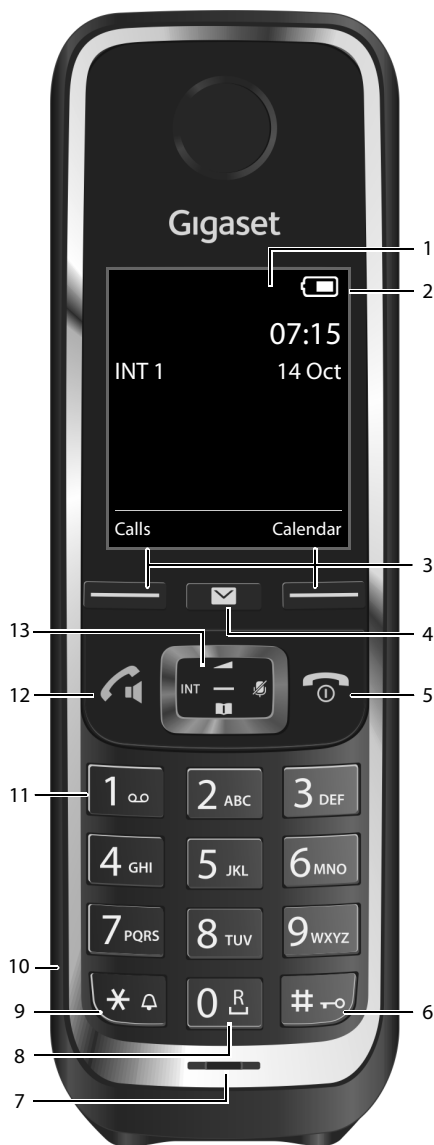 Gigaset
1
2
07:15
INT 1 14 Oct
Calls Calendar
3
4
13
INT
12
5
11
1 2 ABC 3 DEF
4 GHI 5 JKL 6 MNO
7 PQRS 8 TUV 9 WXYZ
10
* 0 R #
9
6
8
7